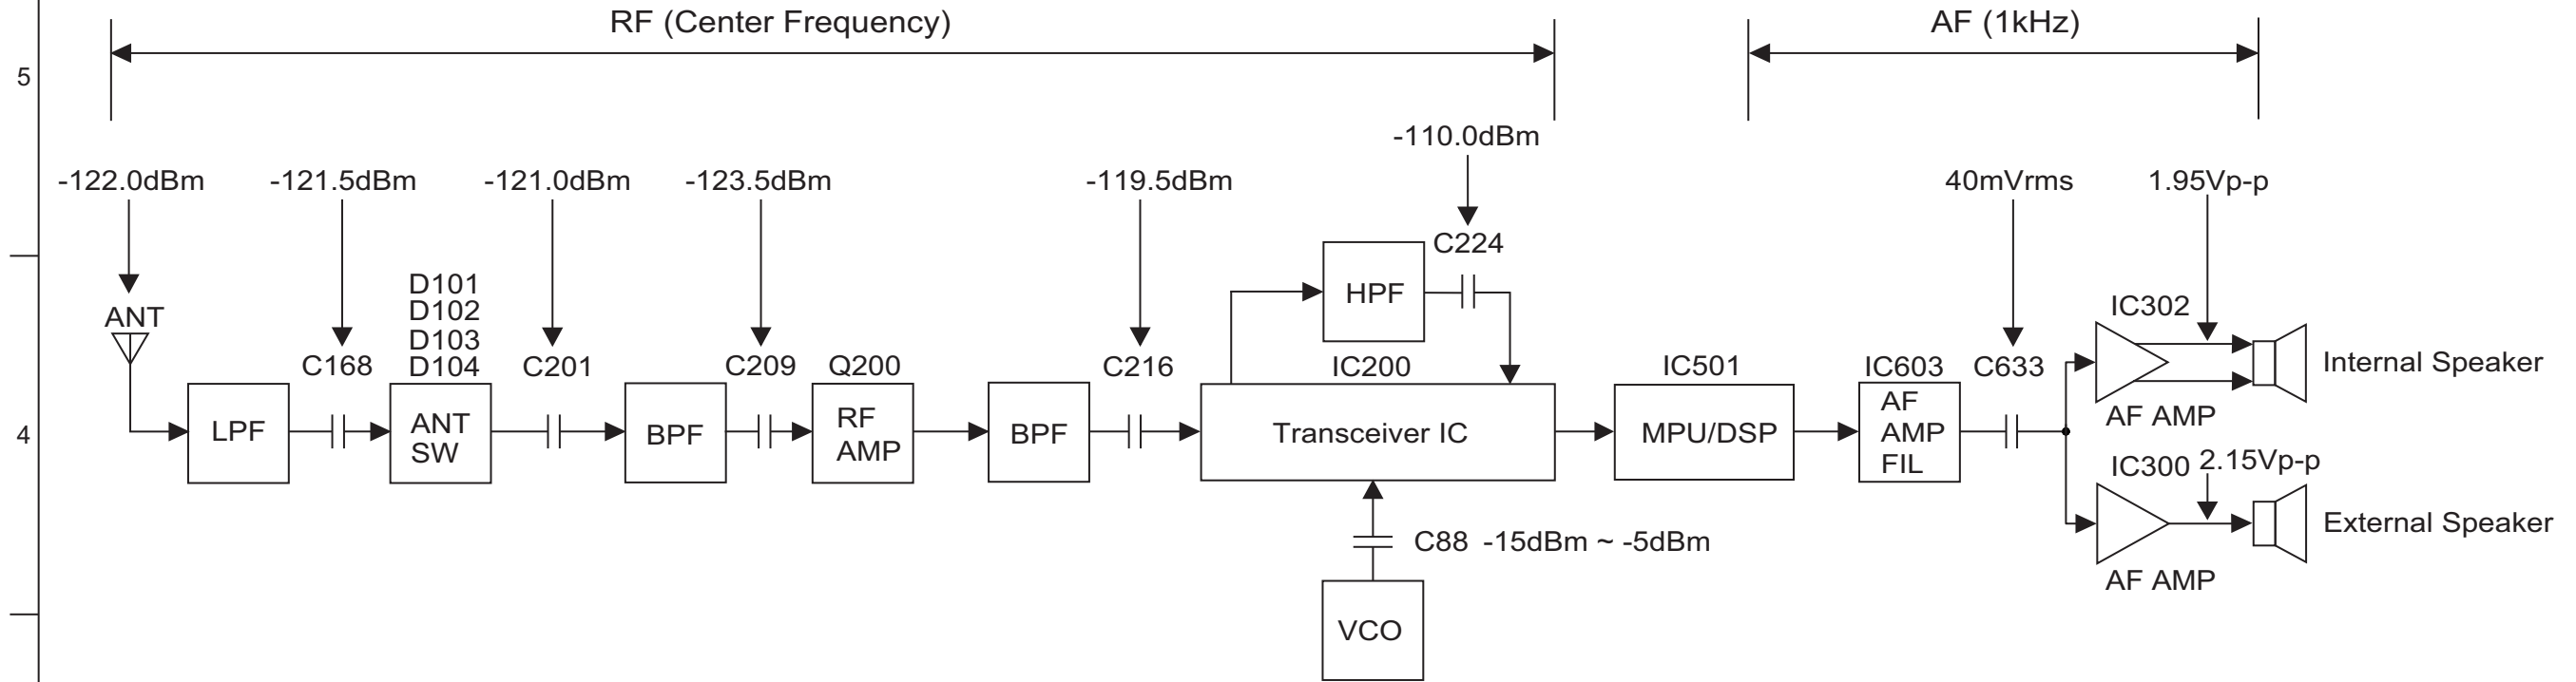 RF (Center Frequency)
AF (1kHz)
5
-110.0dBm
-122.0dBm
-121.5dBm
-121.0dBm
-123.5dBm
-119.5dBm
40mVrms
1.95Vp-p
C224
D101
D102
D103
D104
HPF
IC302
ANT
C168
C201
C209
Q200
C216
IC200
IC501
IC603
C633
Internal Speaker
AF AMP
4
LPF
ANT
SW
BPF
RF
AMP
BPF
Transceiver IC
MPU/DSP
AF
AMP
FIL
IC300
2.15Vp-p
External Speaker
C88 -15dBm ~ -5dBm
AF AMP
VCO